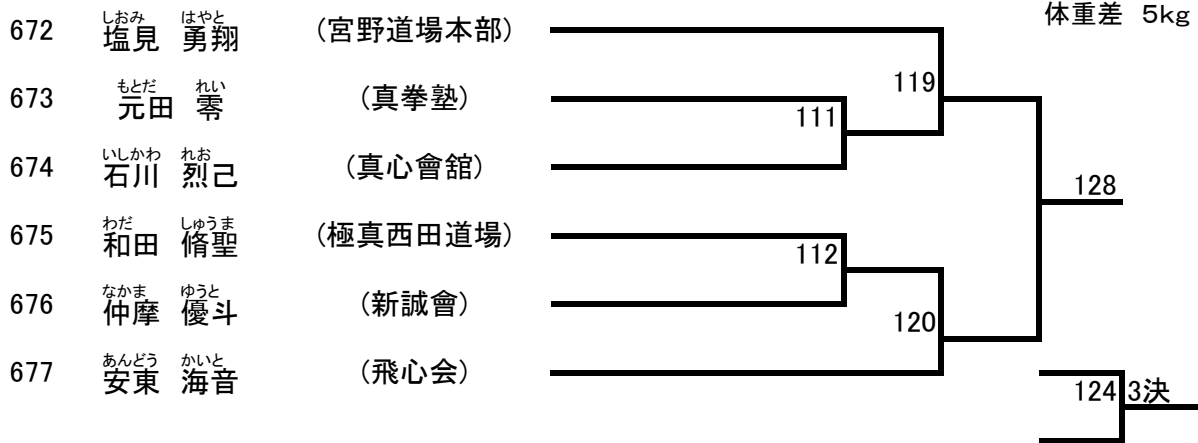 体重差 5kg
しおみ はやと
672 塩見 勇翔 (宮野道場本部)
119
もとだ れい
673 元田 零 (真拳塾)
111
いしかわ れお
674 石川 烈己 (真心會舘)
128
わだ しゅうま
675 和田 脩聖 (極真西田道場)
112
なかま ゆうと
676 仲摩 優斗 (新誠會)
120
あんどう かいと
677 安東 海音 (飛心会)
124 3決